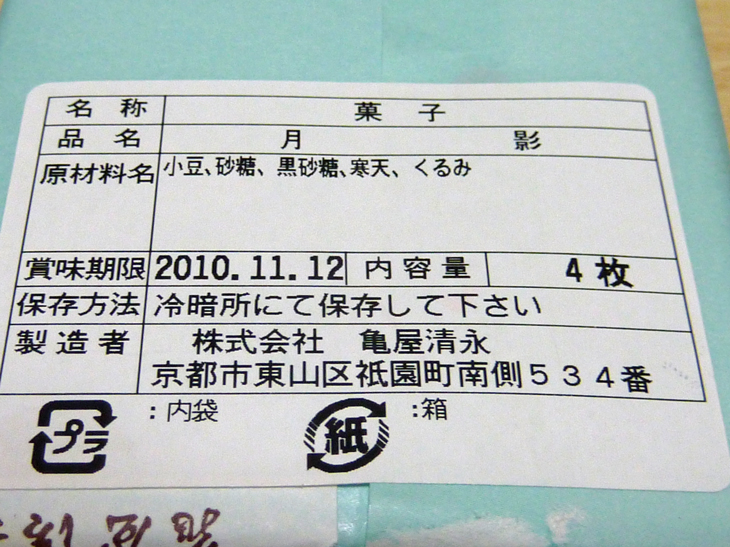 名称 菓子
品名 月影
原材料名 小豆、砂糖、黒砂糖、寒天、くるみ
賞味期限 2010.11.12 内容量 4枚
保存方法 冷暗所にて保存して下さい
製造者 株式会社 亀屋清永
京都市東山区祇園町南側534番
プラ :内袋 紙 :箱